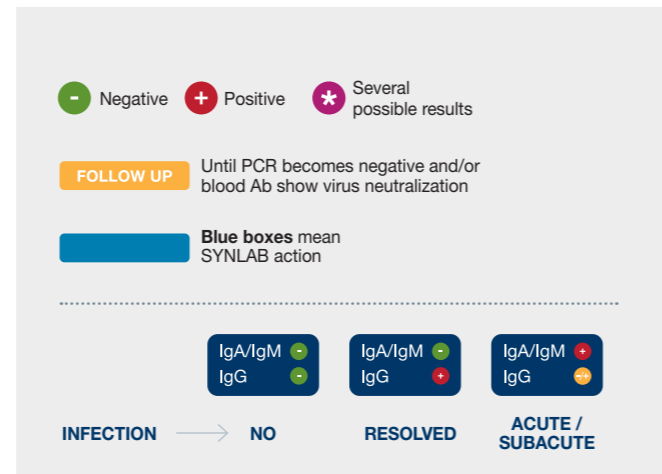 - Negative + Positive * Several
possible results
FOLLOW UP Until PCR becomes negative and/or
blood Ab show virus neutralization
Blue boxes mean
SYNLAB action
IgA/IgM - IgA/IgM - IgA/IgM +
IgG - IgG + IgG -/+
INFECTION → NO RESOLVED ACUTE /
SUBACUTE